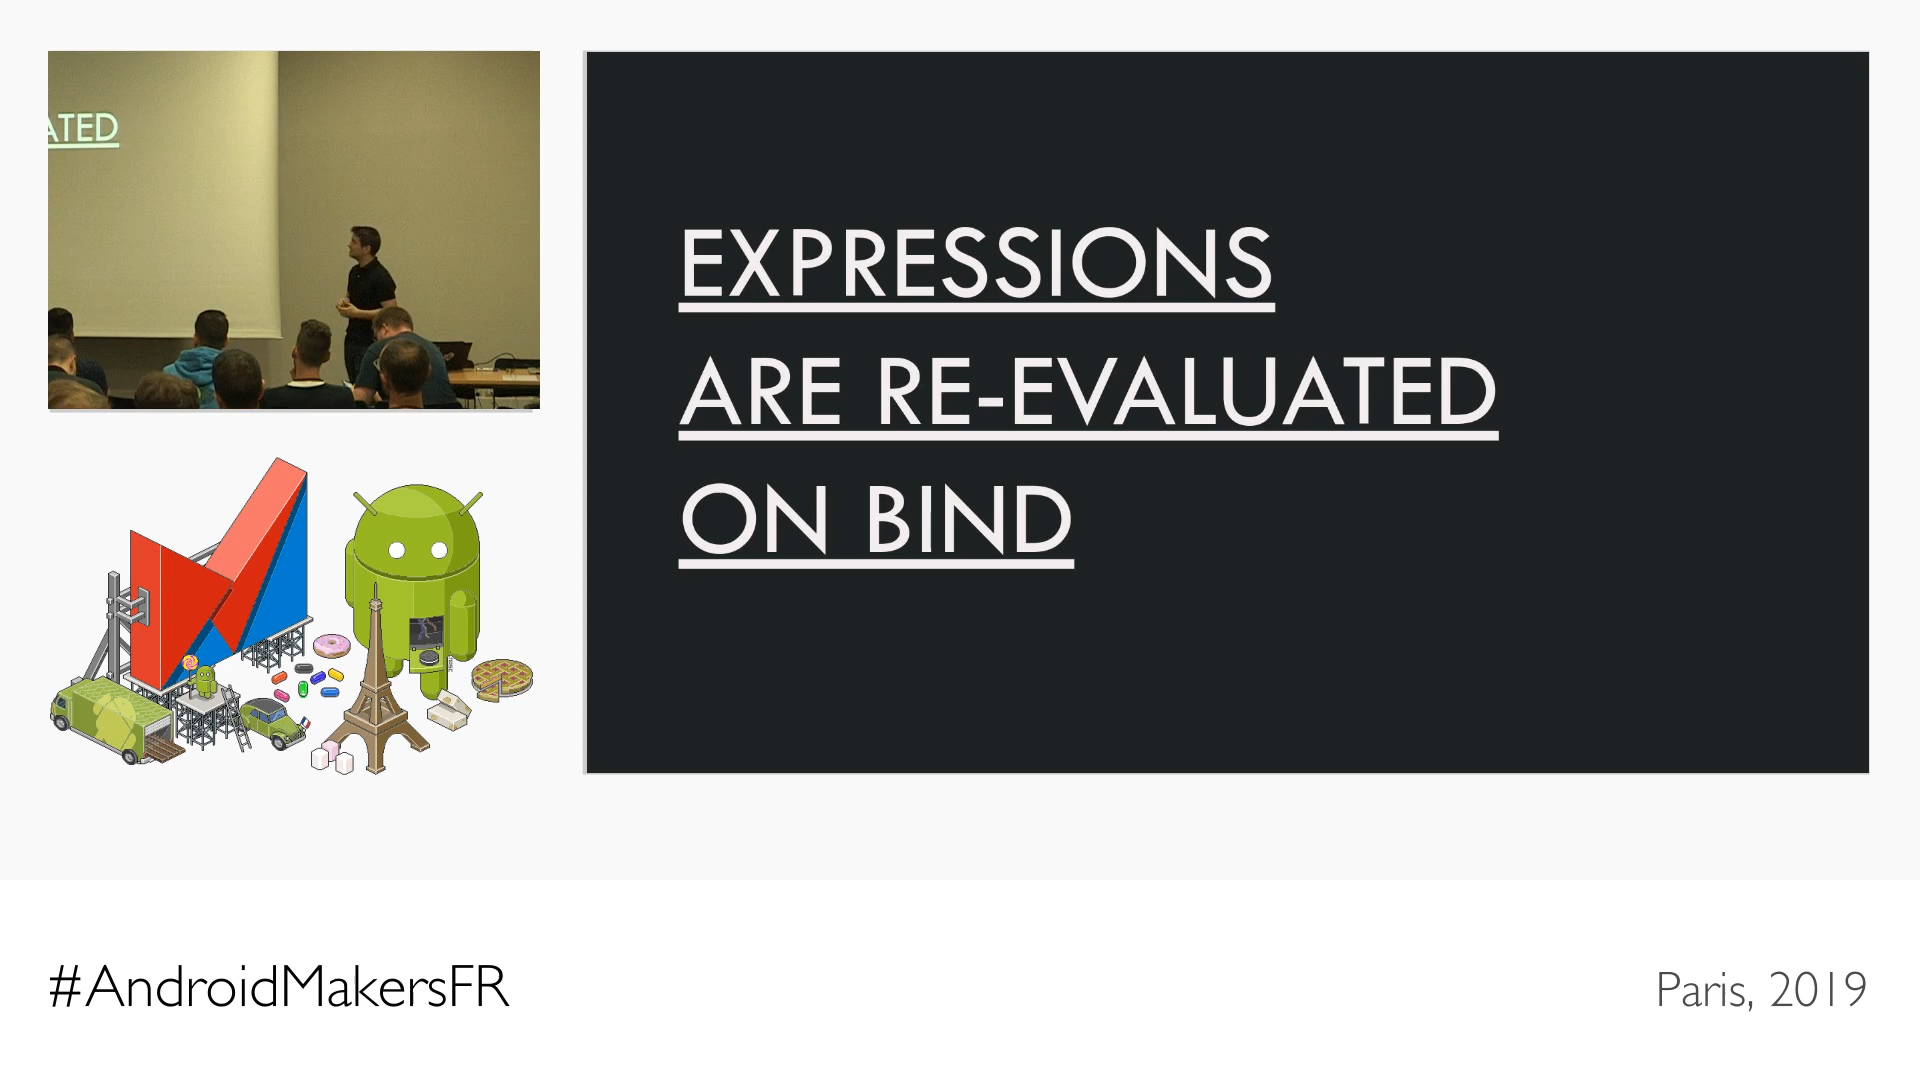 ATED
EXPRESSIONS
ARE RE-EVALUATED
ON BIND
#AndroidMakersFR
Paris, 2019